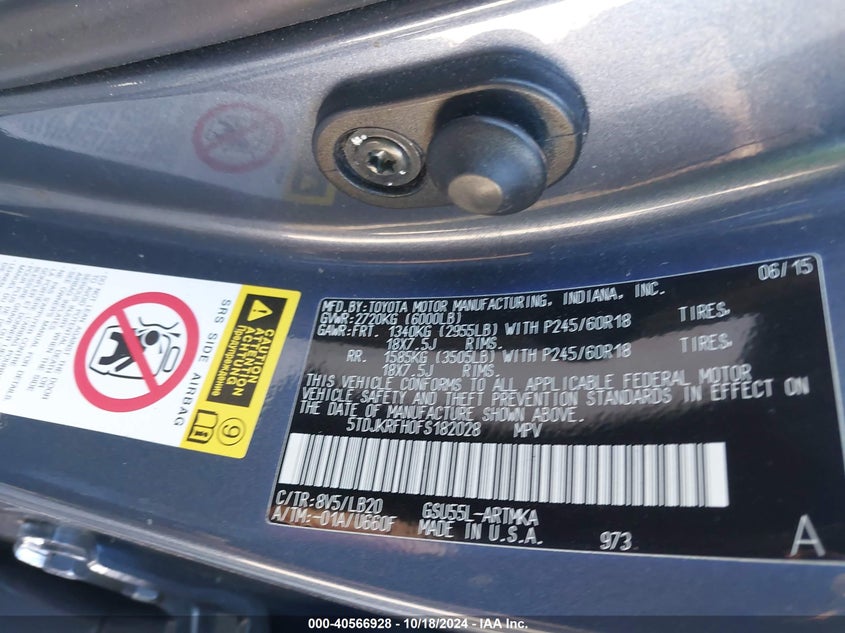 SRS SIDE AIRBAG
CAUTION
ATTENTION
9
06/15
MFD. BY: TOYOTA MOTOR MANUFACTURING, INDIANA, INC.
GVWR: 2720KG (6000LB)
GAWR: FRT. 1340KG (2955LB) WITH P245/60R18 TIRES,
18X7.5J RIMS.
RR. 1585KG (3505LB) WITH P245/60R18 TIRES,
18X7.5J RIMS.
THIS VEHICLE CONFORMS TO ALL APPLICABLE FEDERAL MOTOR
VEHICLE SAFETY AND THEFT PREVENTION STANDARDS IN EFFECT ON
THE DATE OF MANUFACTURE SHOWN ABOVE.
5TDJKRFH0FS182028 MPV
C/TR: 8V5/LB20 GSU55L-ARTMKA
A/TM: -01A/U660F MADE IN U.S.A.
973 A
000-40566928 - 10/18/2024 - IAA Inc.